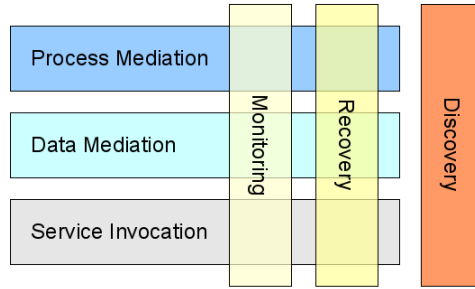 Process Mediation
Data Mediation
Service Invocation
Monitoring
Recovery
Discovery